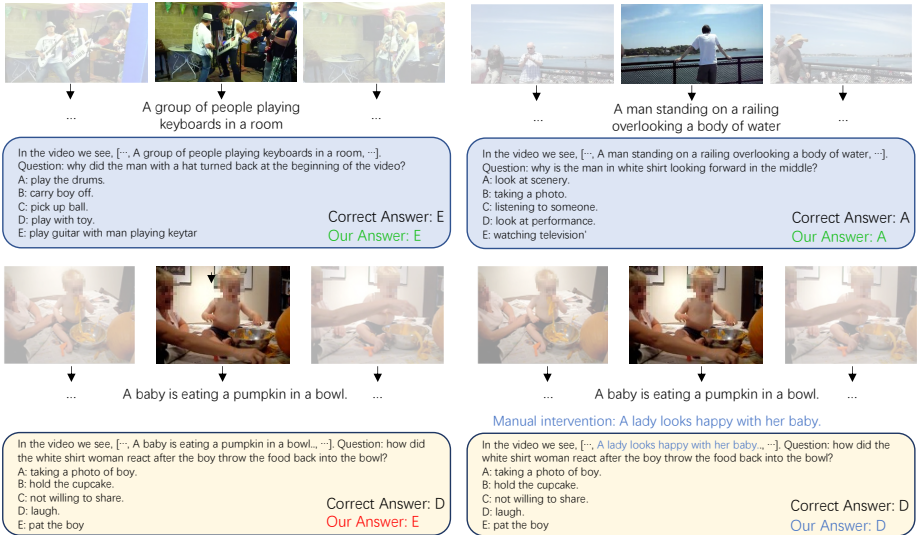 ...
A group of people playing
keyboards in a room
...
In the video we see, [···, A group of people playing keyboards in a room, ···].
Question: why did the man with a hat turned back at the beginning of the video?
A: play the drums.
B: carry boy off.
C: pick up ball.
D: play with toy.
E: play guitar with man playing keytar
Correct Answer: E
Our Answer: E
...
A man standing on a railing
overlooking a body of water
...
In the video we see, [···, A man standing on a railing overlooking a body of water, ···].
Question: why is the man in white shirt looking forward in the middle?
A: look at scenery.
B: taking a photo.
C: listening to someone.
D: look at performance.
E: watching television'
Correct Answer: A
Our Answer: A
...
A baby is eating a pumpkin in a bowl.
...
In the video we see, [···, A baby is eating a pumpkin in a bowl.., ···]. Question: how did
the white shirt woman react after the boy throw the food back into the bowl?
A: taking a photo of boy.
B: hold the cupcake.
C: not willing to share.
D: laugh.
E: pat the boy
Correct Answer: D
Our Answer: E
...
A baby is eating a pumpkin in a bowl.
...
Manual intervention: A lady looks happy with her baby.
In the video we see, [···, A lady looks happy with her baby.., ···]. Question: how did the
white shirt woman react after the boy throw the food back into the bowl?
A: taking a photo of boy.
B: hold the cupcake.
C: not willing to share.
D: laugh.
E: pat the boy
Correct Answer: D
Our Answer: D